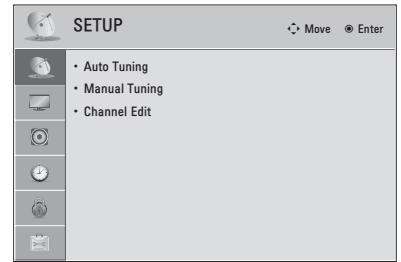 SETUP
Move Enter
• Auto Tuning
• Manual Tuning
• Channel Edit